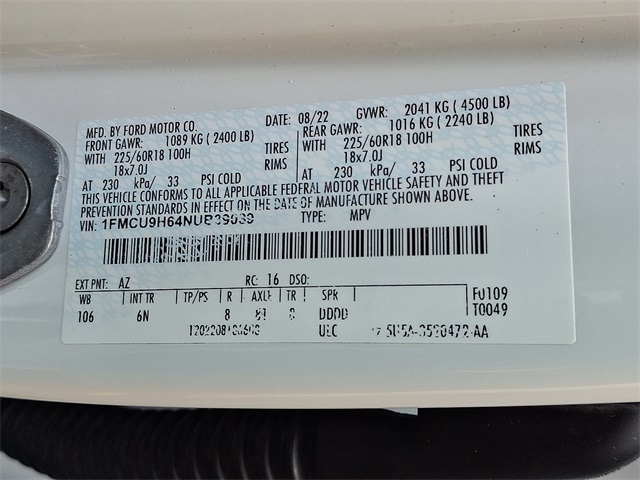 MFD. BY FORD MOTOR CO.
DATE: 08/22 GVWR: 2041 KG ( 4500 LB)
FRONT GAWR: 1089 KG ( 2400 LB) REAR GAWR: 1016 KG ( 2240 LB)
WITH 225/60R18 100H TIRES WITH 225/60R18 100H TIRES
18x7.0J RIMS 18x7.0J RIMS
AT 230 kPa/ 33 PSI COLD AT 230 kPa/ 33 PSI COLD
THIS VEHICLE CONFORMS TO ALL APPLICABLE FEDERAL MOTOR VEHICLE SAFETY AND THEFT
PREVENTION STANDARDS IN EFFECT ON THE DATE OF MANUFACTURE SHOWN ABOVE.
VIN: TYPE: MPV
EXT PNT: AZ RC: 16 DSO:
WB INT TR TP/PS R AXLE TR SPR F0109
106 6N 8 DDDD T0049
ULC